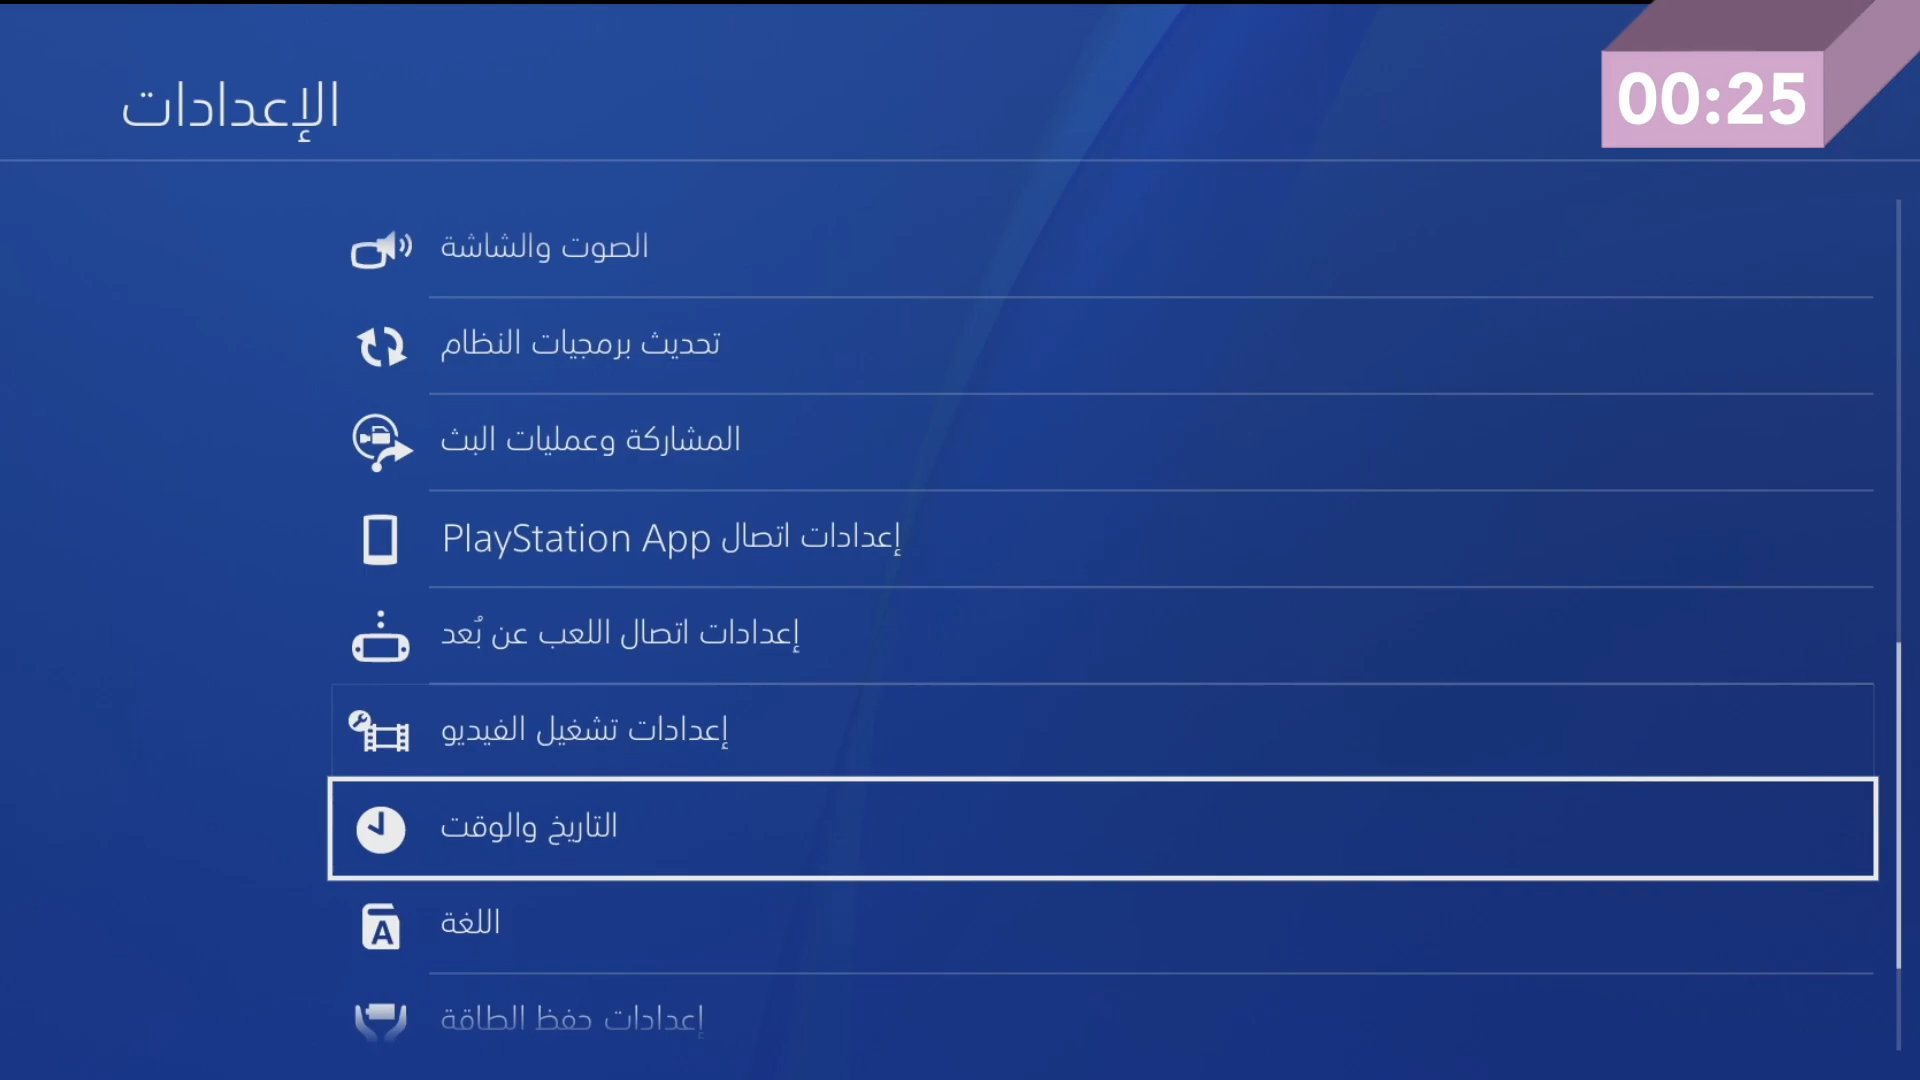 الإعدادات
00:25
الصوت والشاشة
تحديث برمجيات النظام
المشاركة وعمليات البث
إعدادات اتصال PlayStation App
إعدادات اتصال اللعب عن بُعد
إعدادات تشغيل الفيديو
التاريخ والوقت
اللغة
إعدادات حفظ الطاقة